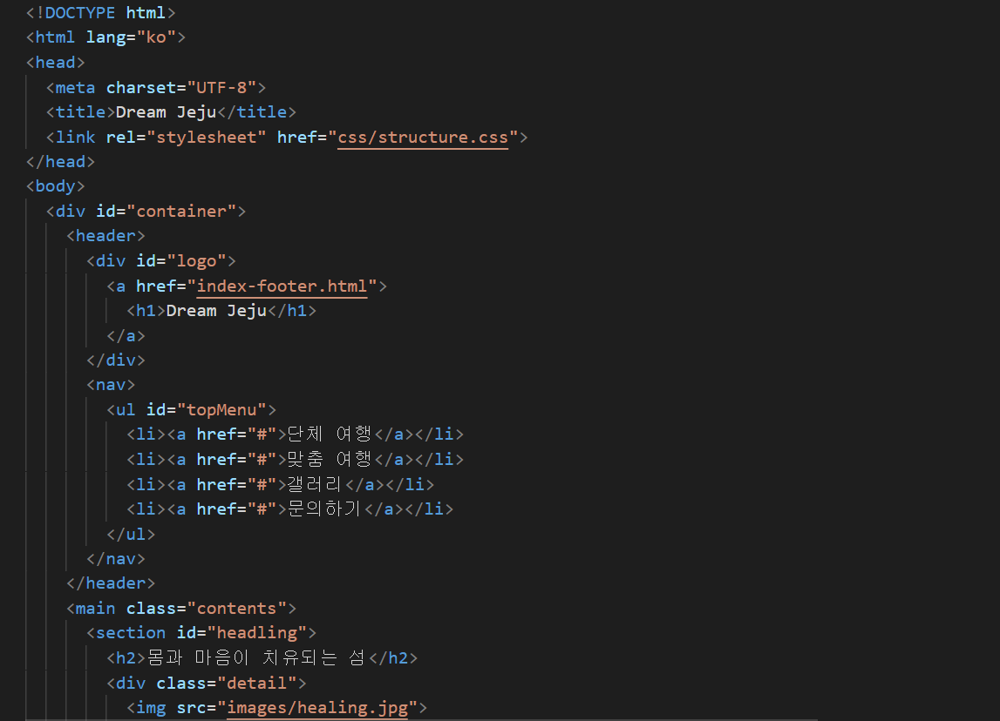 <!DOCTYPE html>
<html lang="ko">
<head>
  <meta charset="UTF-8">
  <title>Dream Jeju</title>
  <link rel="stylesheet" href="css/structure.css">
</head>
<body>
  <div id="container">
    <header>
      <div id="logo">
        <a href="index-footer.html">
          <h1>Dream Jeju</h1>
        </a>
      </div>
      <nav>
        <ul id="topMenu">
          <li><a href="#">단체 여행</a></li>
          <li><a href="#">맞춤 여행</a></li>
          <li><a href="#">갤러리</a></li>
          <li><a href="#">문의하기</a></li>
        </ul>
      </nav>
    </header>
    <main class="contents">
      <section id="headling">
        <h2>몸과 마음이 치유되는 섬</h2>
        <div class="detail">
          <img src="images/healing.jpg">